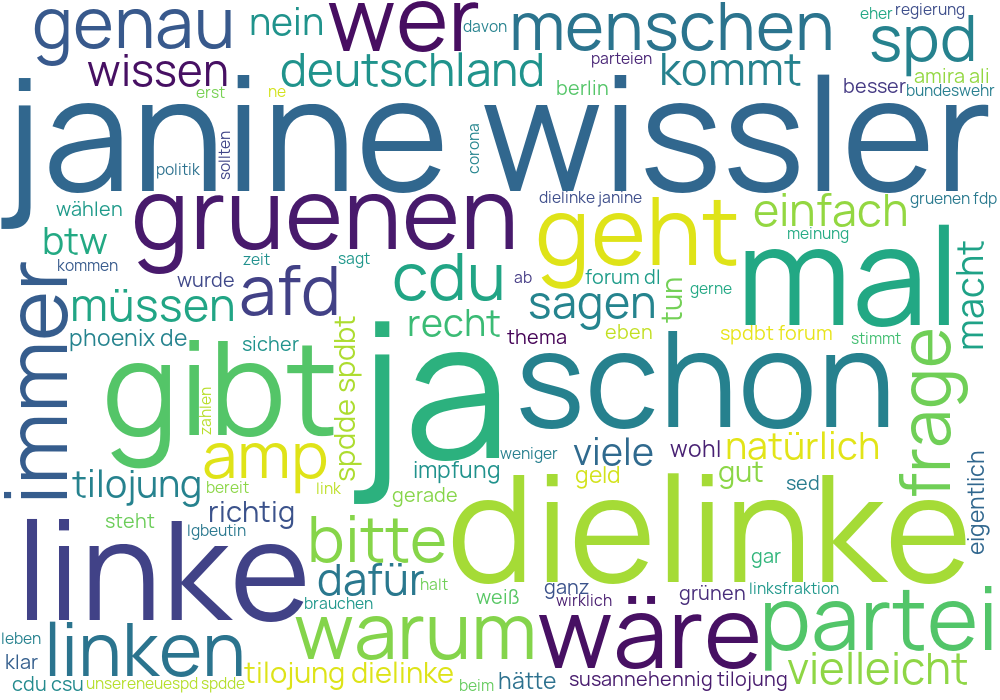 genau
nein
wer
davon
menschen
eher
regierung
spd
wissen
deutschland
parteien
kommt
amira ali
erst
ne
berlin
besser
bundeswehr
janine wissler
politik
sollten
corona
dielinke janine
gruenen fdp
wählen
gruenen
geht
einfach
btw
meinung
kommen
zeit
sagt
cdu
ab
forum dl
mal
macht
immer
müssen
wurde
afd
sagen
tun
gerne
phoenix de
sicher
recht
thema
eben
spdbt forum
stimmt
spdde spdbt
gibt
ja
schon
frage
zahlen
amp
weniger
viele
wohl
natürlich
impfung
tilojung
bereit
link
gerade
geld
gut
sed
eigentlich
steht
richtig
lgbeutin
linke
bitte
dielinke
gar
dafür
halt
brauchen
weiß
ganz
wirklich
grünen
linksfraktion
leben
linken
warum
wäre
partei
klar
cdu csu
unsereneuespd spdde
tilojung dielinke
beim
hätte
susannehennig tilojung
vielleicht